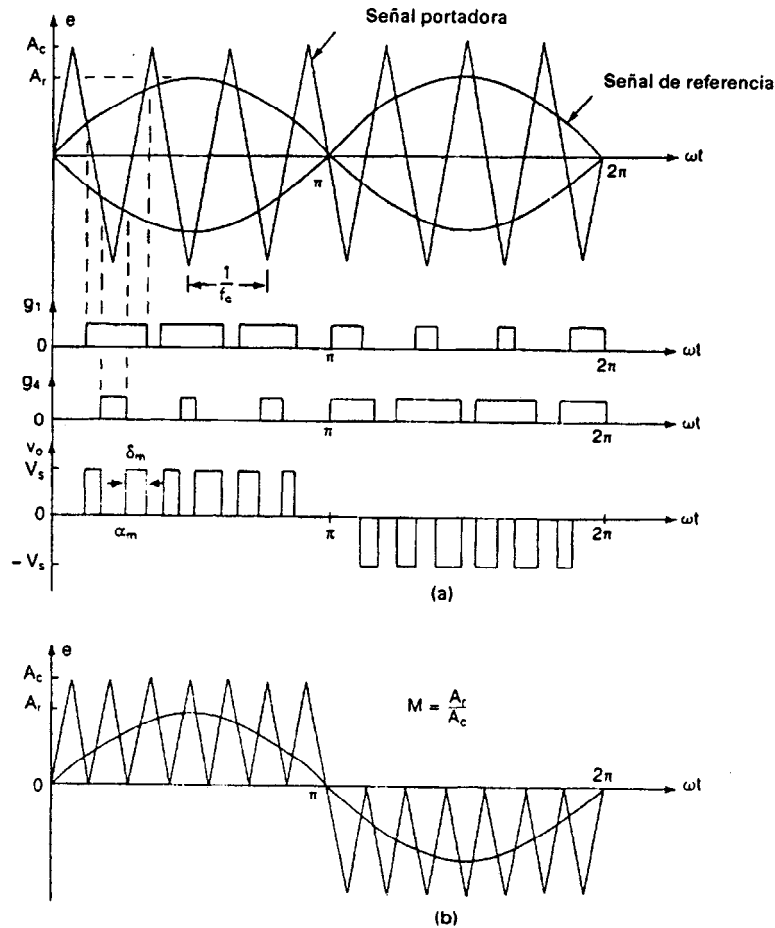 e
Señal portadora
A_c
A_r
Señal de referencia
ωt
π
2π
1/f_c
g_1
0
π
2π
ωt
g_4
0
π
2π
ωt
v_o
V_s
δ_m
0
α_m
π
2π
ωt
- V_s
(a)
e
A_c
A_r
M = A_r/A_c
0
π
2π
ωt
(b)